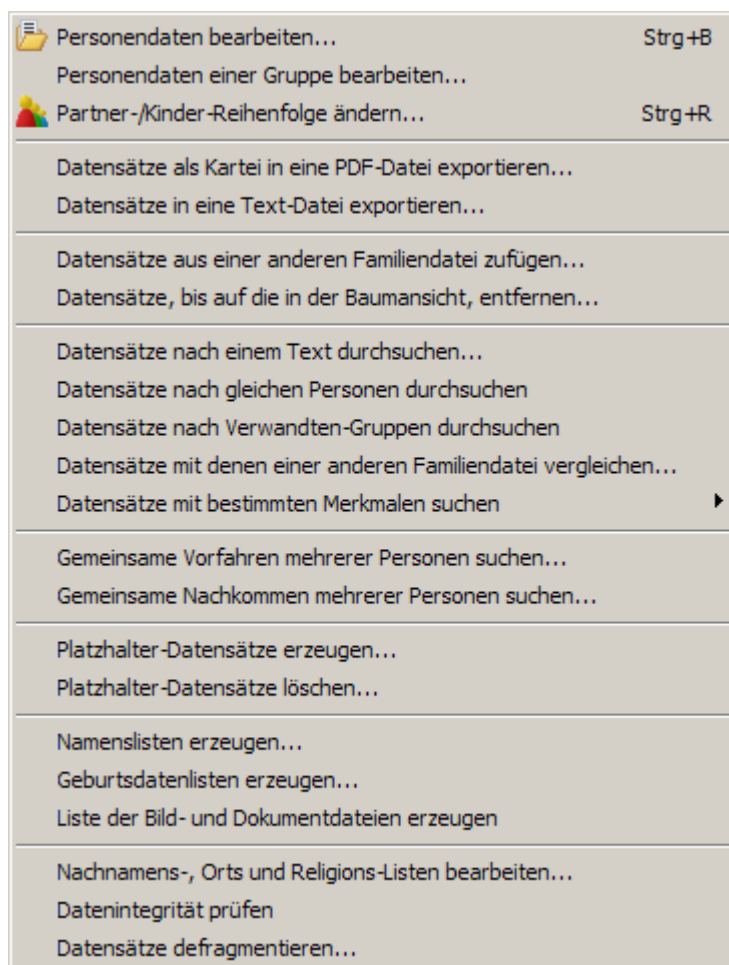 Personendaten bearbeiten... Strg+B
Personendaten einer Gruppe bearbeiten...
Partner-/Kinder-Reihenfolge ändern... Strg+R
Datensätze als Kartei in eine PDF-Datei exportieren...
Datensätze in eine Text-Datei exportieren...
Datensätze aus einer anderen Familiendatei zufügen...
Datensätze, bis auf die in der Baumansicht, entfernen...
Datensätze nach einem Text durchsuchen...
Datensätze nach gleichen Personen durchsuchen
Datensätze nach Verwandten-Gruppen durchsuchen
Datensätze mit denen einer anderen Familiendatei vergleichen...
Datensätze mit bestimmten Merkmalen suchen
Gemeinsame Vorfahren mehrerer Personen suchen...
Gemeinsame Nachkommen mehrerer Personen suchen...
Platzhalter-Datensätze erzeugen...
Platzhalter-Datensätze löschen...
Namenslisten erzeugen...
Geburtsdatenlisten erzeugen...
Liste der Bild- und Dokumentdateien erzeugen
Nachnamens-, Orts und Religions-Listen bearbeiten...
Datenintegrität prüfen
Datensätze defragmentieren...